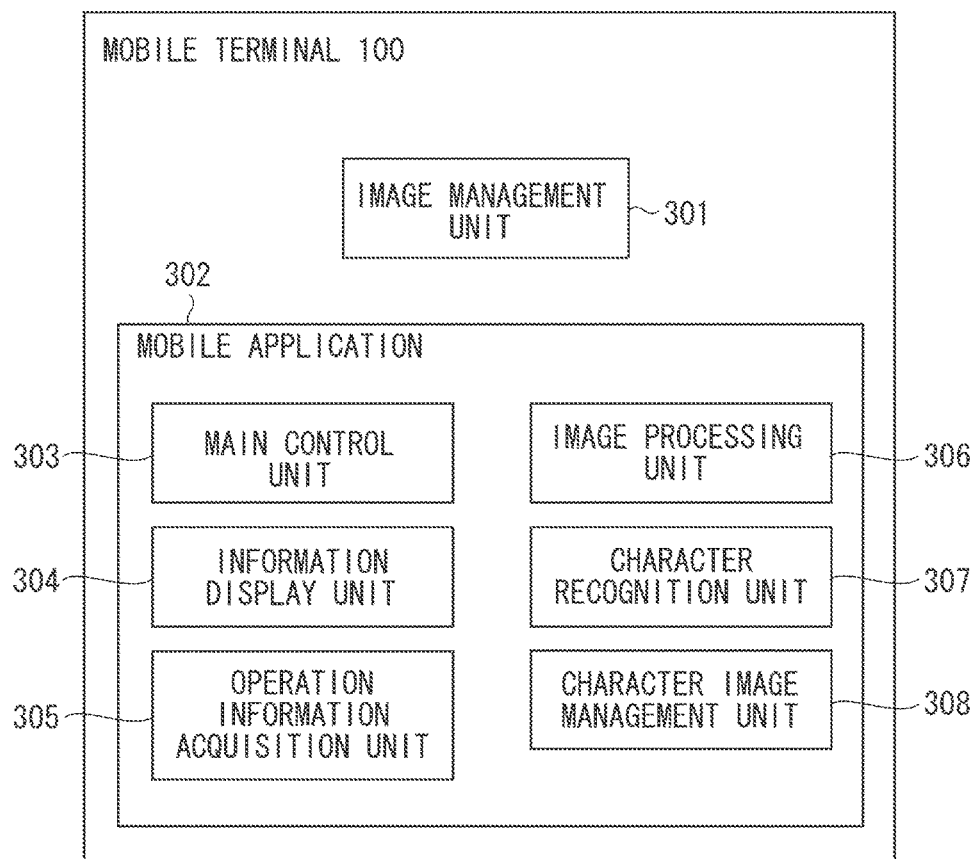 MOBILE TERMINAL 100
IMAGE MANAGEMENT
UNIT
301
302
MOBILE APPLICATION
303
MAIN CONTROL
UNIT
IMAGE PROCESSING
UNIT
306
304
INFORMATION
DISPLAY UNIT
CHARACTER
RECOGNITION UNIT
307
305
OPERATION
INFORMATION
ACQUISITION UNIT
CHARACTER IMAGE
MANAGEMENT UNIT
308